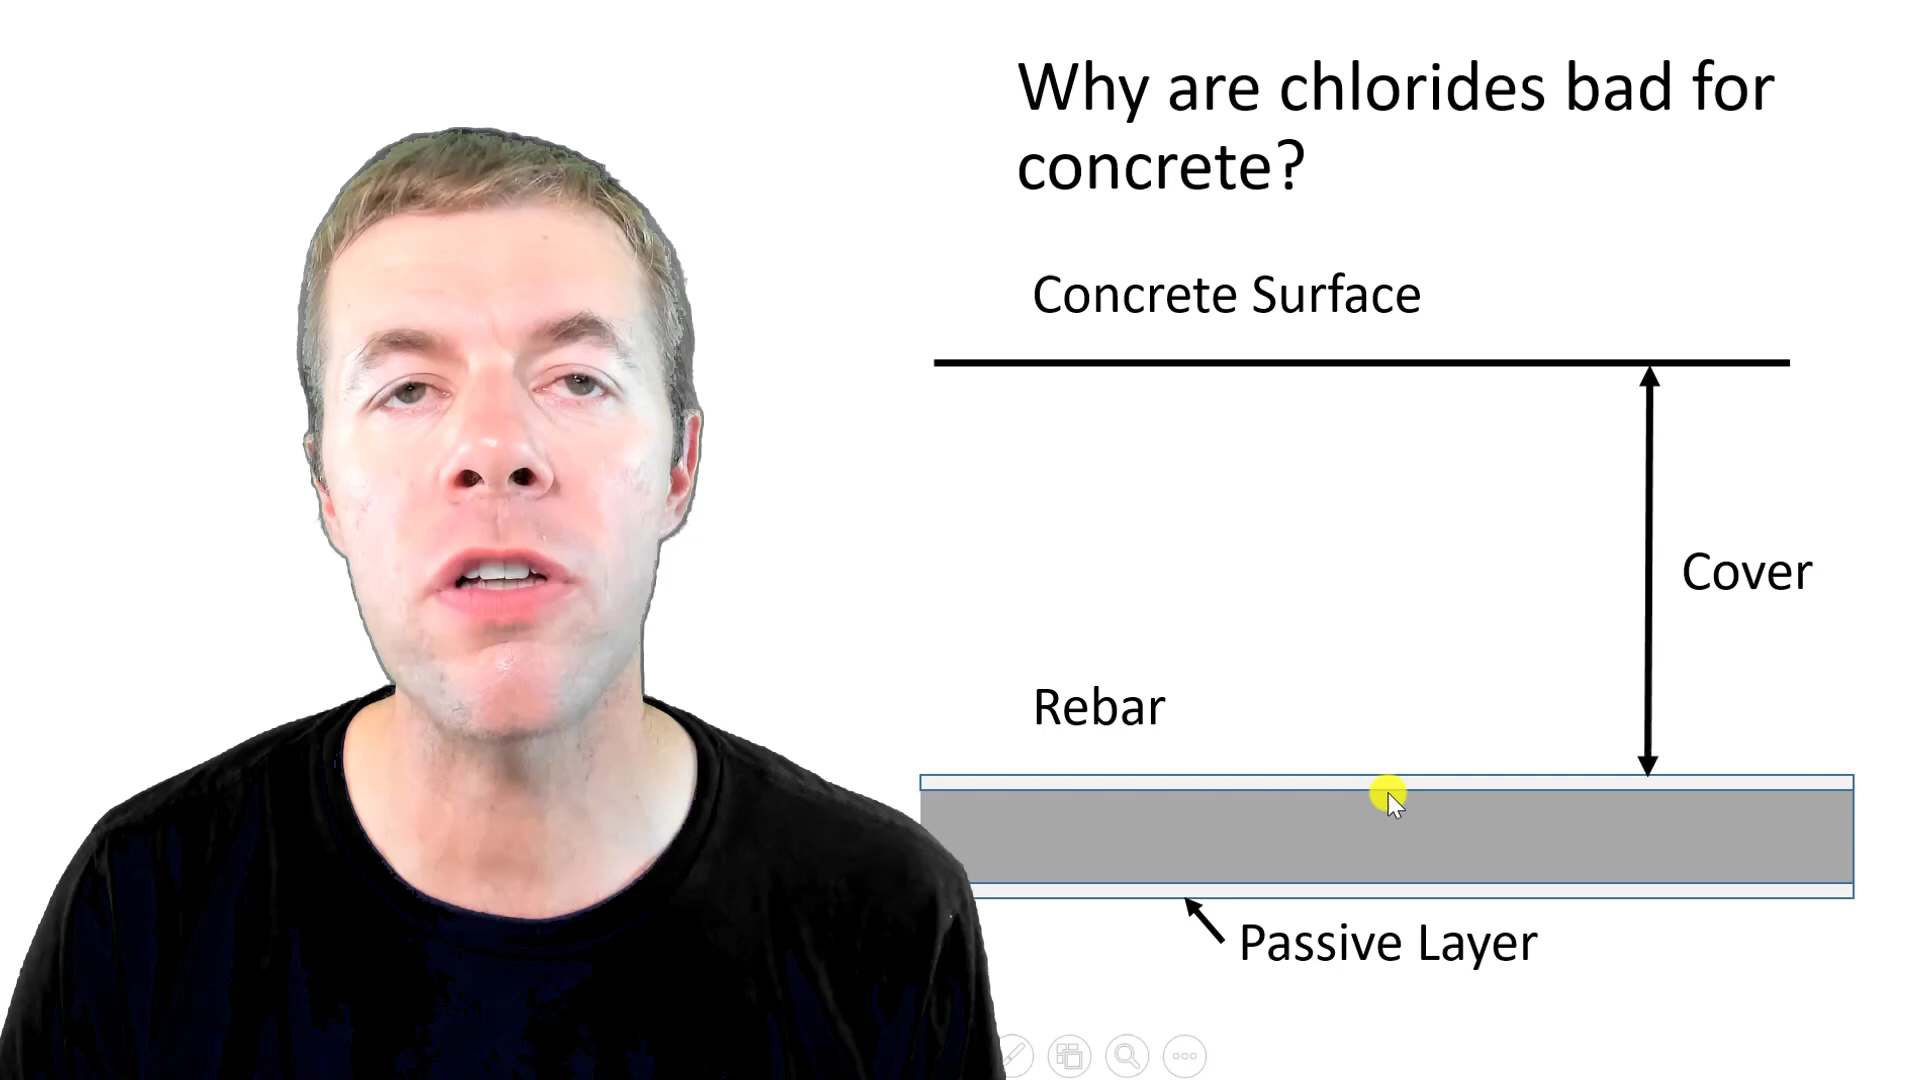 Why are chlorides bad for
concrete?
Concrete Surface
Cover
Rebar
Passive Layer